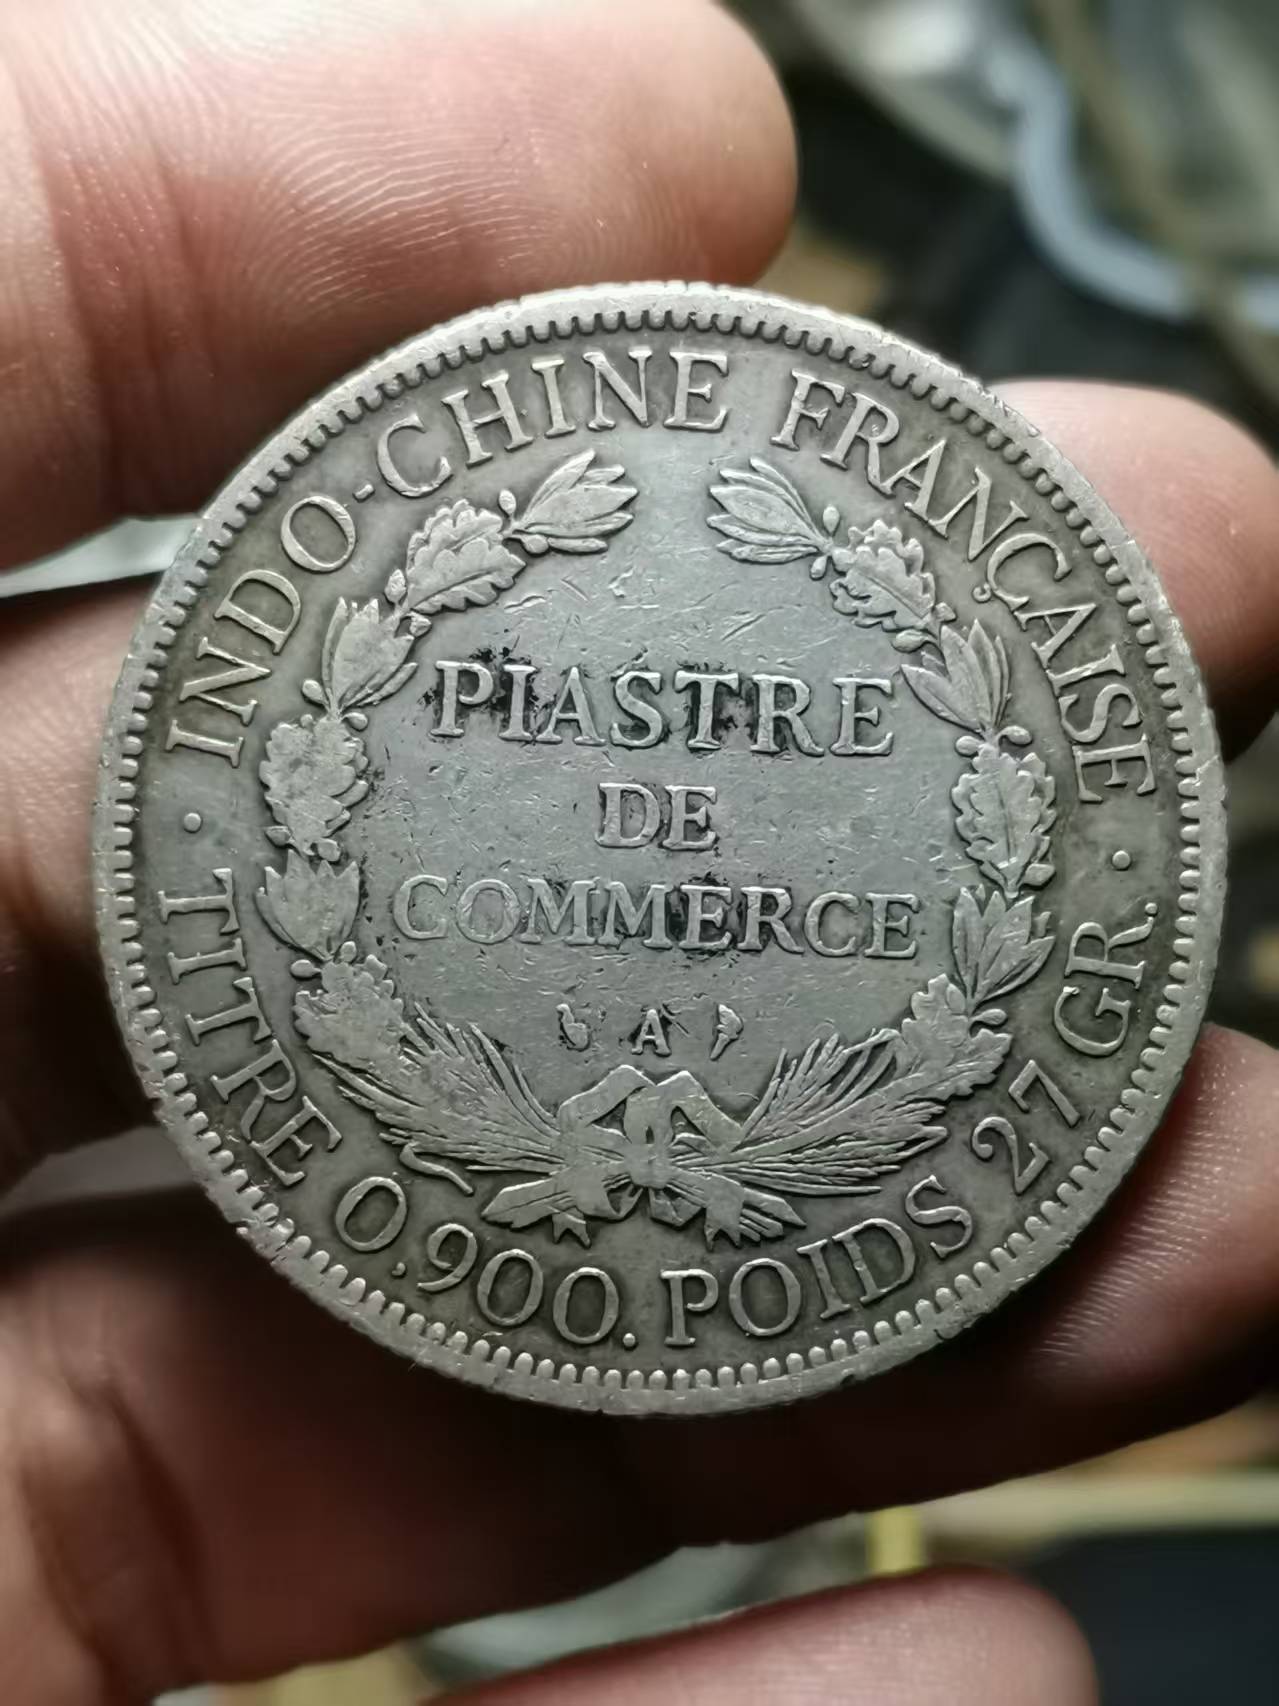 INDO-CHINE FRANÇAISE
PIASTRE
DE
COMMERCE
A
· TITRE 0,900. POIDS 27 GR. ·